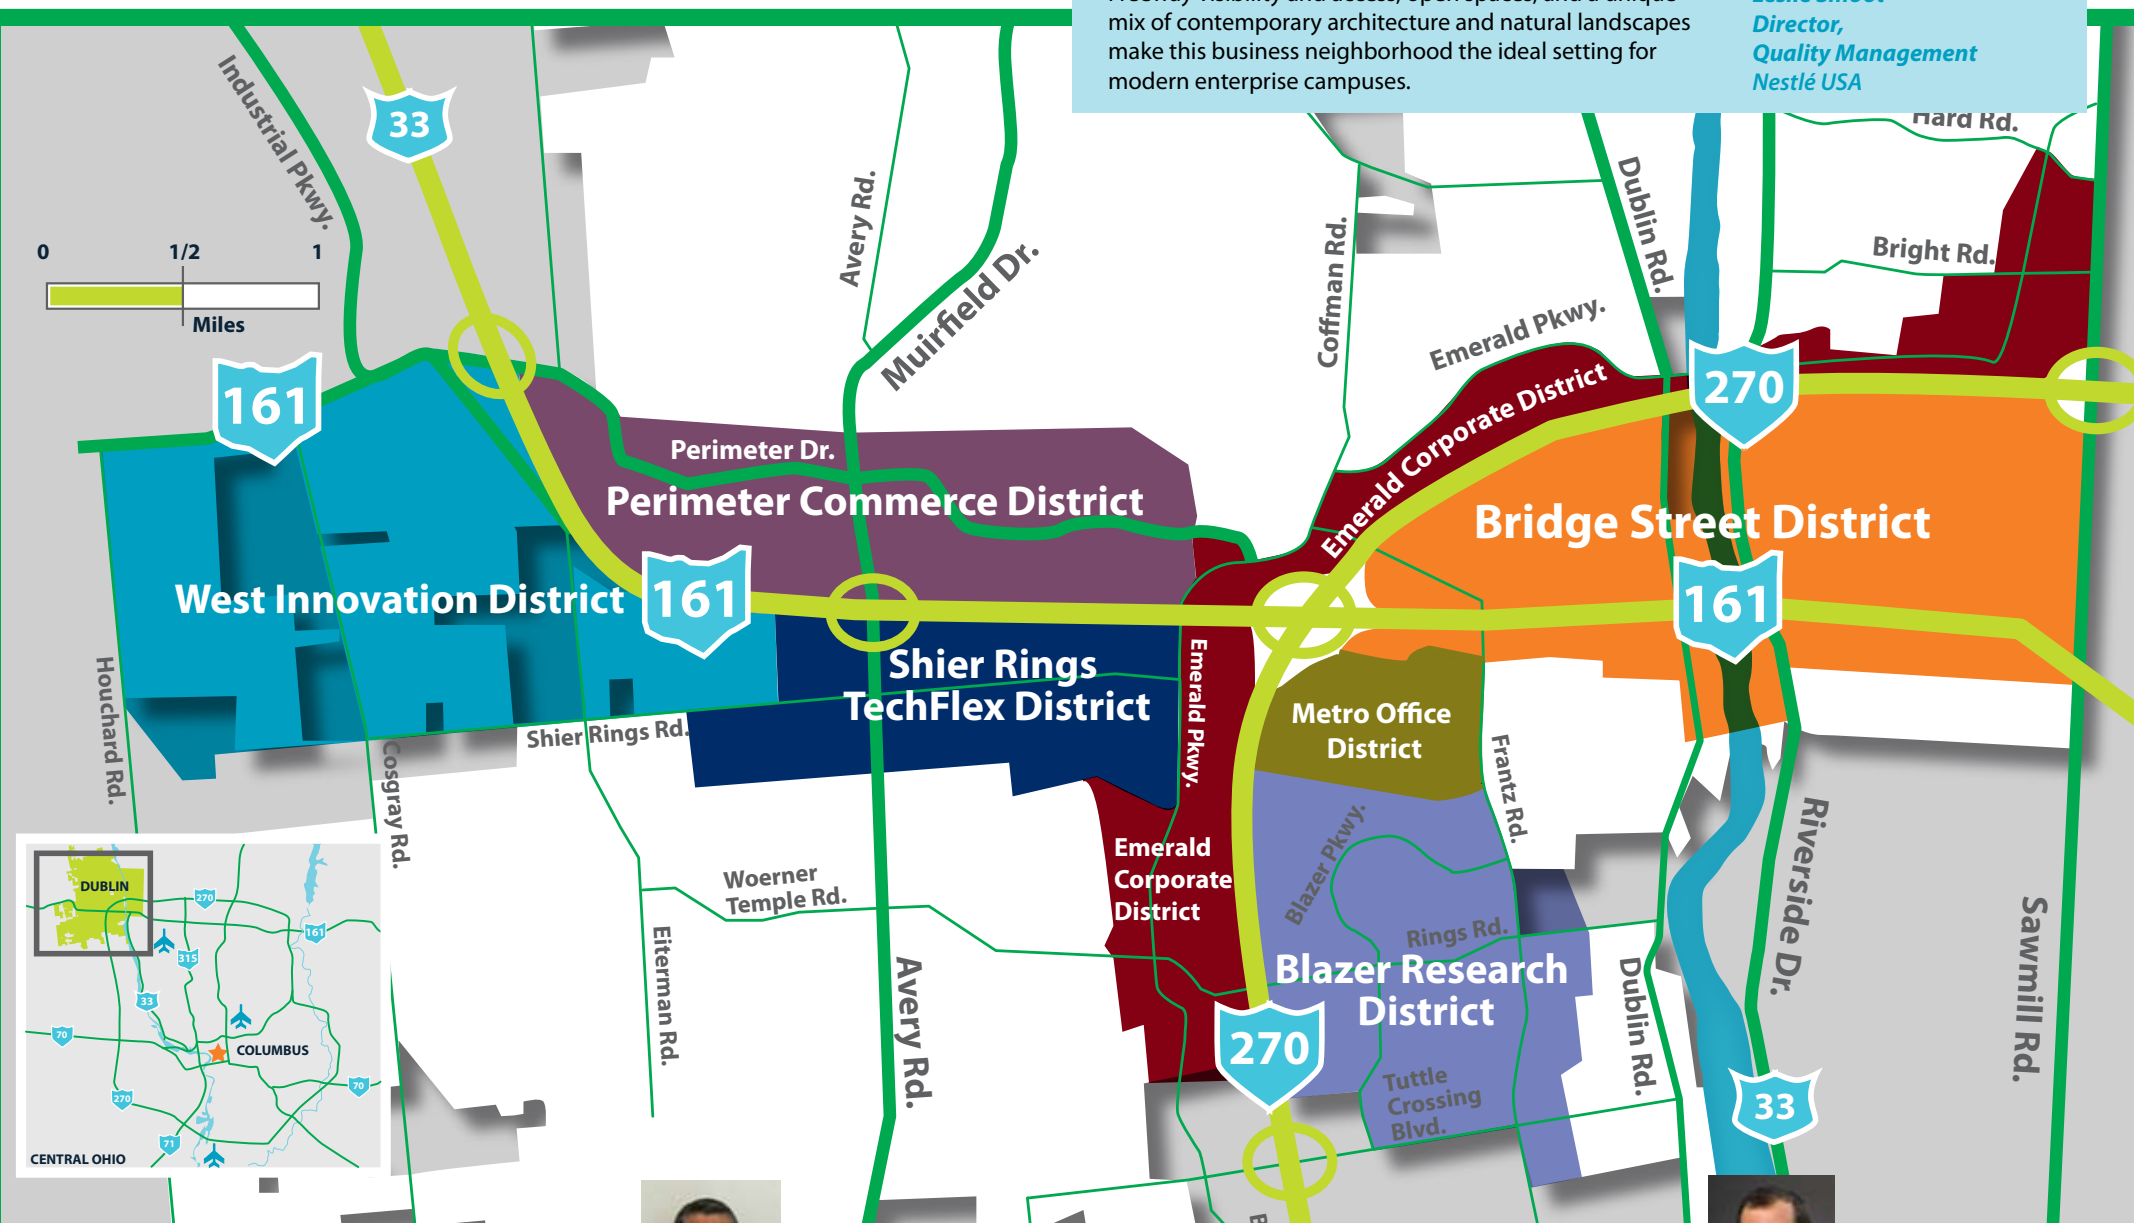 mix of contemporary architecture and natural landscapes
make this business neighborhood the ideal setting for
modern enterprise campuses.
Director,
Quality Management
Nestlé USA
Industrial Pkwy.
33
0 1/2 1
Miles
Avery Rd.
Muirfield Dr.
Coffman Rd.
Dublin Rd.
Hard Rd.
Bright Rd.
Emerald Pkwy.
161
270
Perimeter Dr.
Perimeter Commerce District
Emerald Corporate District
Bridge Street District
West Innovation District
161
161
Shier Rings
TechFlex District
Emerald Pkwy.
Metro Office
District
Houchard Rd.
Cosgray Rd.
Shier Rings Rd.
Frantz Rd.
Blazer Pkwy.
Riverside Dr.
Emerald
Corporate
District
Woerner
Temple Rd.
Eiterman Rd.
Avery Rd.
Rings Rd.
Blazer Research
District
Dublin Rd.
Sawmill Rd.
270
Tuttle
Crossing
Blvd.
33
DUBLIN
270
161
315
33
70
COLUMBUS
70
270
71
CENTRAL OHIO